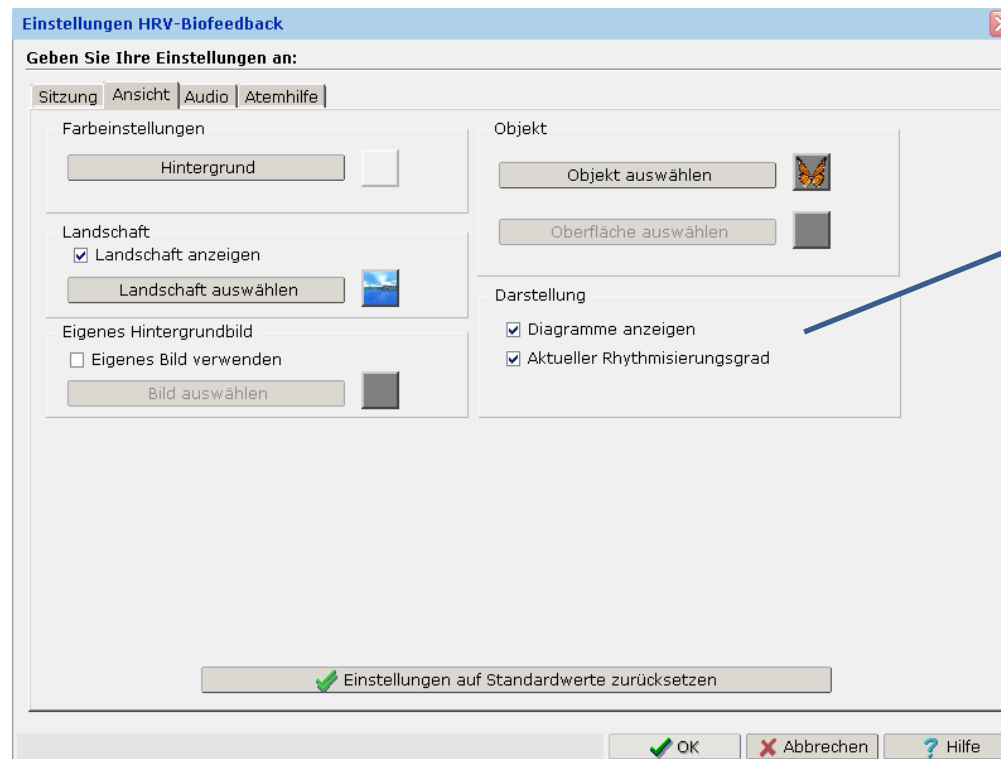 Einstellungen HRV-Biofeedback
Geben Sie Ihre Einstellungen an:
Sitzung Ansicht Audio Atemhilfe
Farbeinstellungen
Hintergrund
Landschaft
Landschaft anzeigen
Landschaft auswählen
Eigenes Hintergrundbild
Eigenes Bild verwenden
Bild auswählen
Objekt
Objekt auswählen
Oberfläche auswählen
Darstellung
Diagramme anzeigen
Aktueller Rhythmisierungsgrad
Einstellungen auf Standardwerte zurücksetzen
OK Abbrechen Hilfe